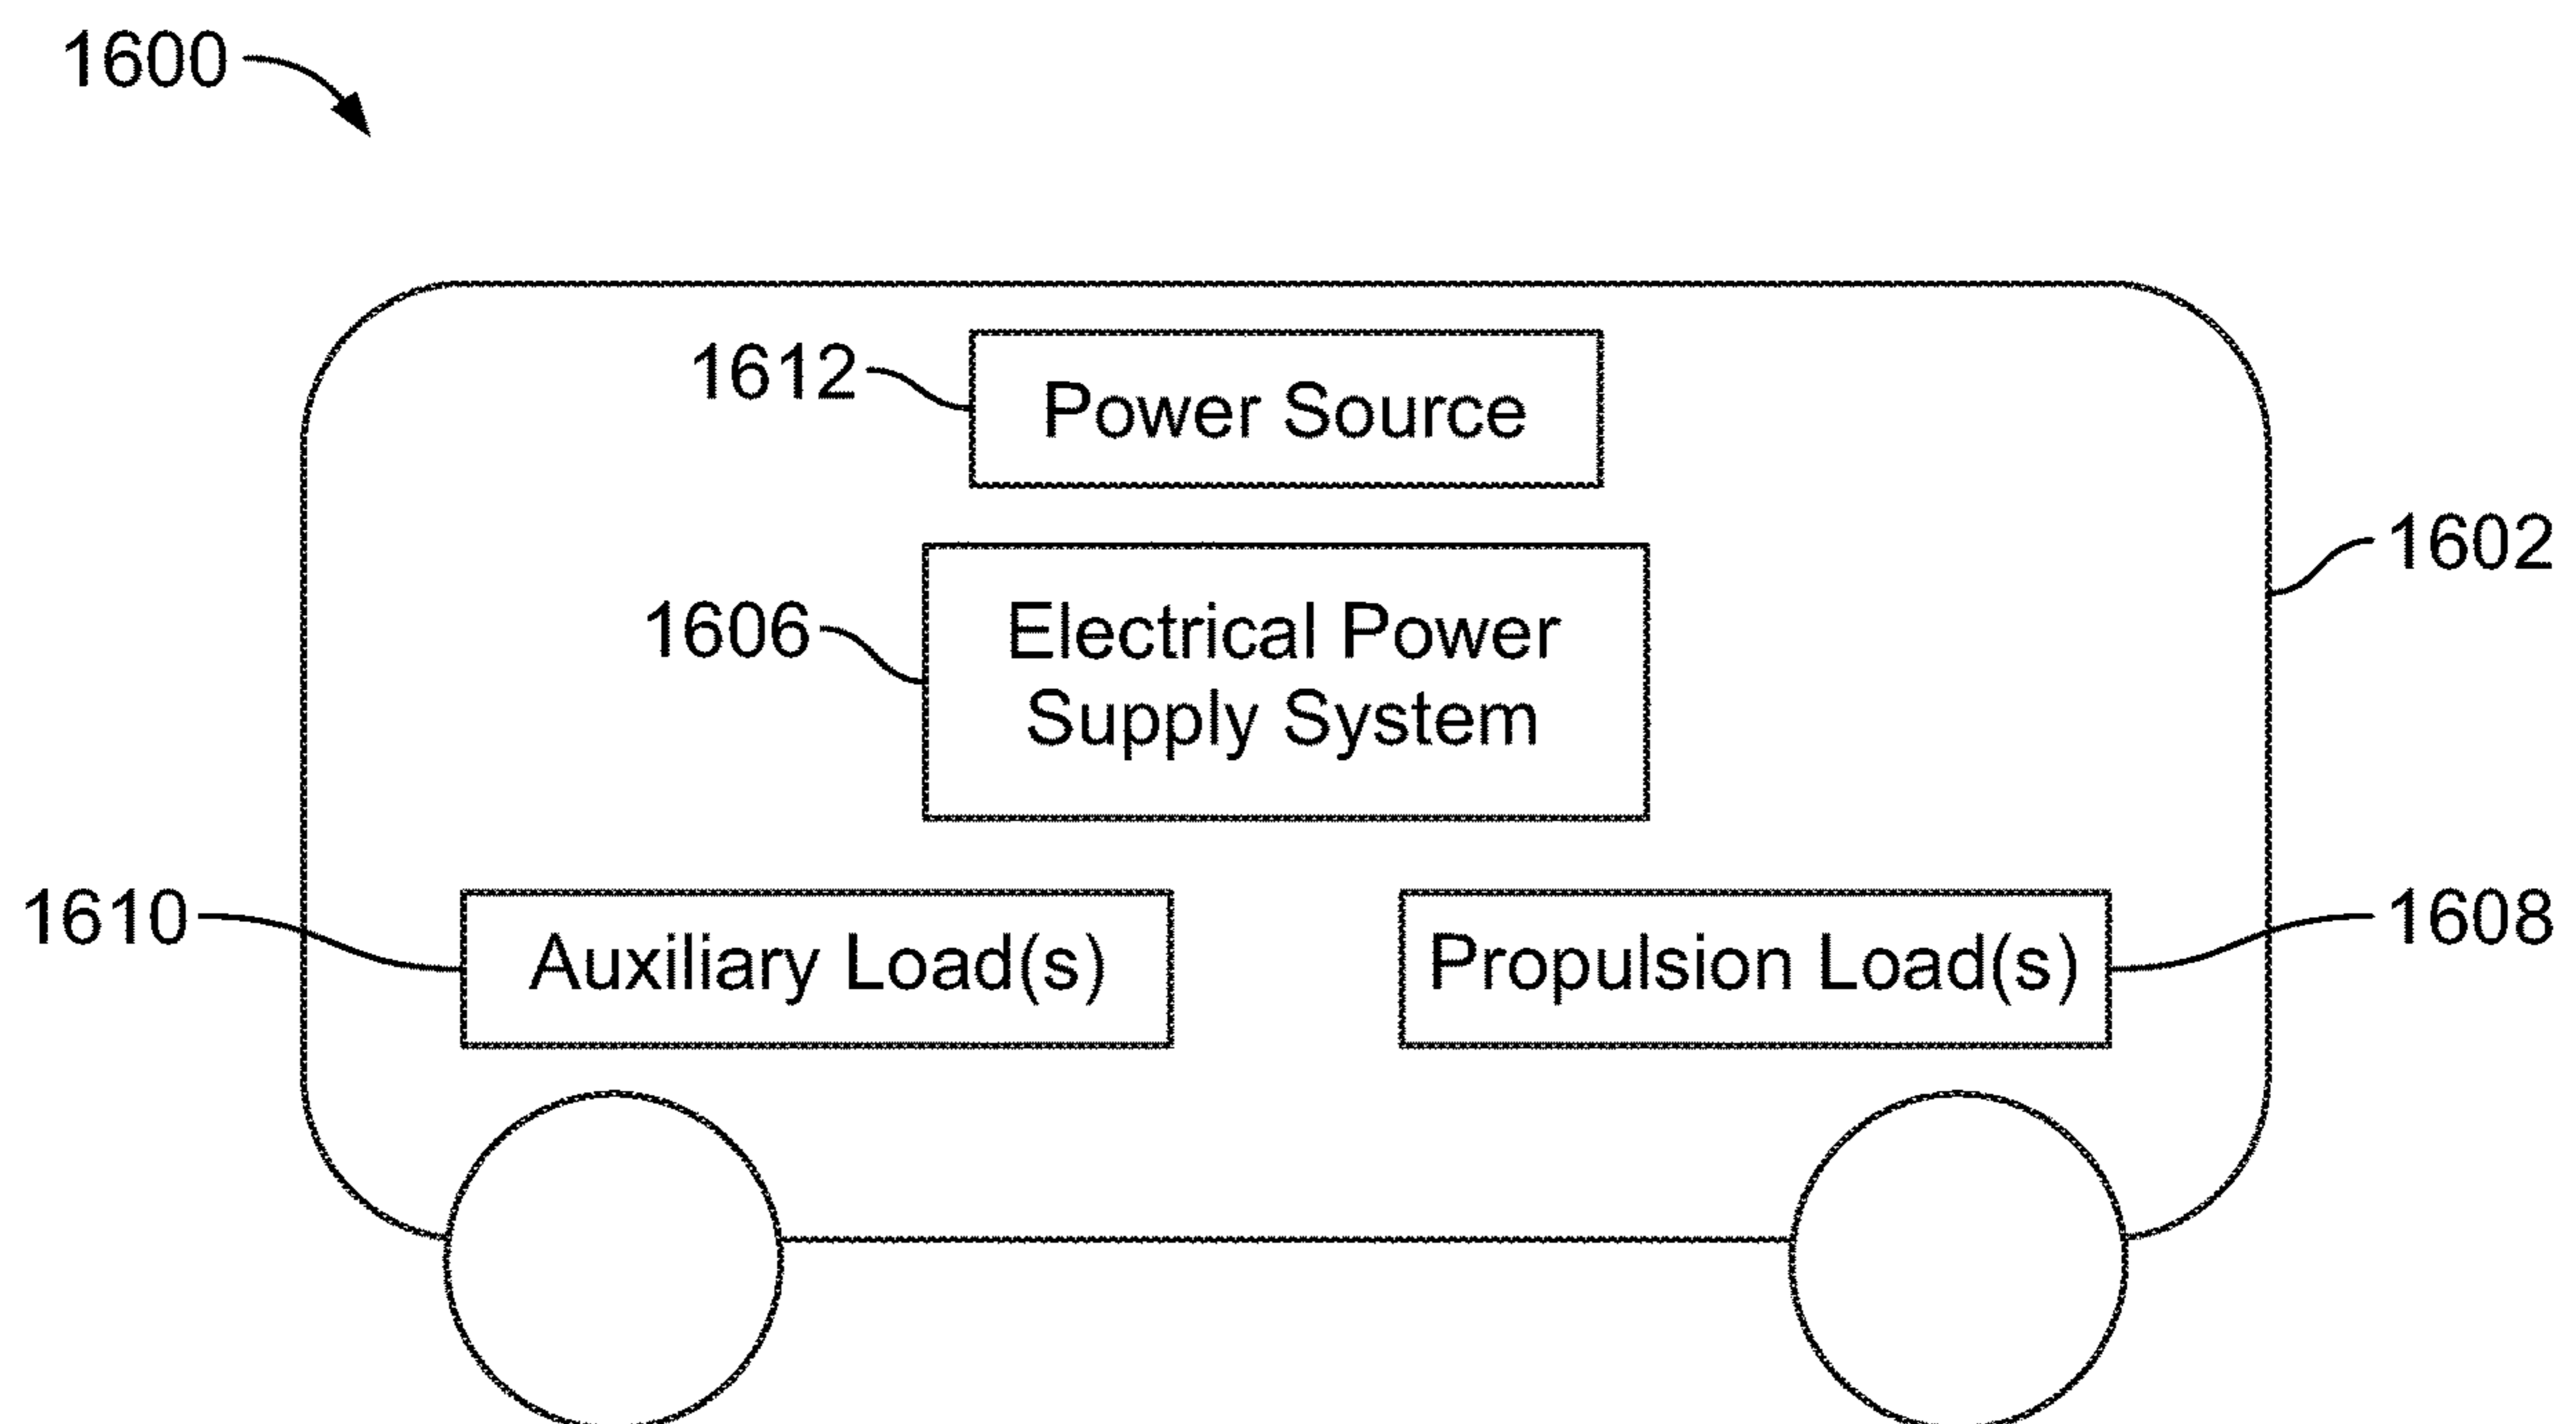 1600
1612
Power Source
1602
1606
Electrical Power
Supply System
1610
Auxiliary Load(s)
Propulsion Load(s)
1608